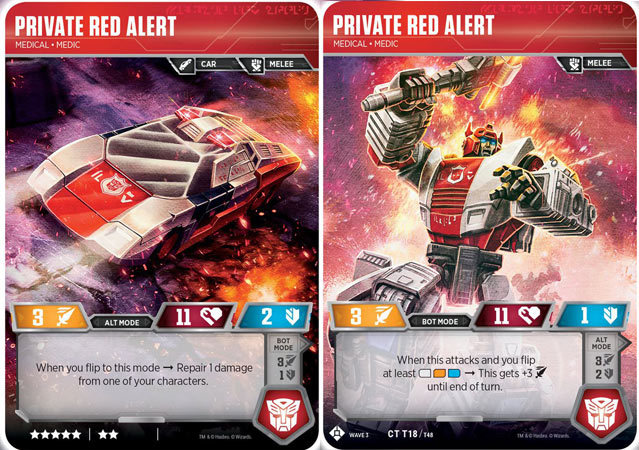 PRIVATE RED ALERT
MEDICAL • MEDIC
CAR
MELEE
3
ALT MODE
11
2
When you flip to this mode → Repair 1 damage
from one of your characters.
BOT
MODE
3
1
TM & © Hasbro. © Wizards.
PRIVATE RED ALERT
MEDICAL • MEDIC
MELEE
3
BOT MODE
11
1
When this attacks and you flip
at least → This gets +3
until end of turn.
ALT
MODE
3
2
WAVE 3
CT T18 / T48
TM & © Hasbro. © Wizards.